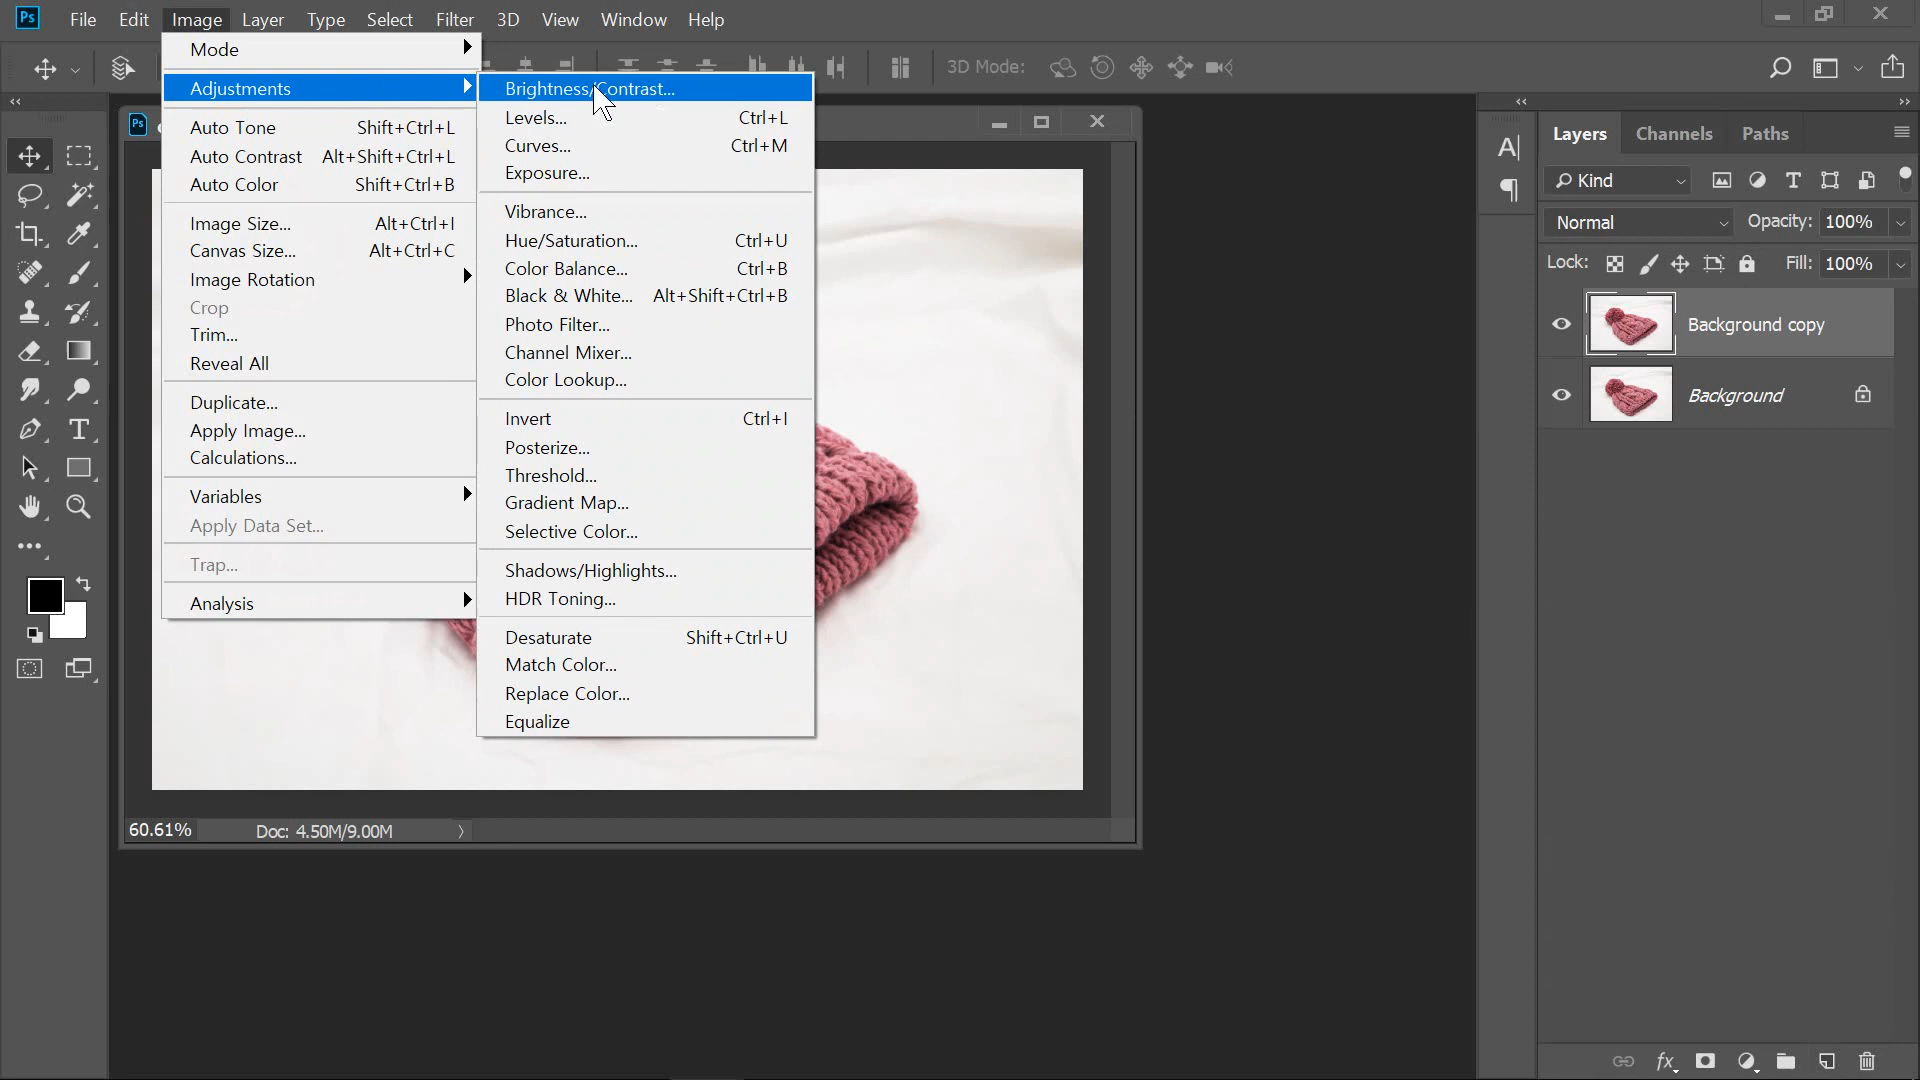 Ps File Edit Image Layer Type Select Filter 3D View Window Help
3D Mode:
Mode
Adjustments
Auto Tone Shift+Ctrl+L
Auto Contrast Alt+Shift+Ctrl+L
Auto Color Shift+Ctrl+B
Image Size... Alt+Ctrl+I
Canvas Size... Alt+Ctrl+C
Image Rotation
Crop
Trim...
Reveal All
Duplicate...
Apply Image...
Calculations...
Variables
Apply Data Set...
Trap...
Analysis
Brightness/Contrast...
Levels... Ctrl+L
Curves... Ctrl+M
Exposure...
Vibrance...
Hue/Saturation... Ctrl+U
Color Balance... Ctrl+B
Black & White... Alt+Shift+Ctrl+B
Photo Filter...
Channel Mixer...
Color Lookup...
Invert Ctrl+I
Posterize...
Threshold...
Gradient Map...
Selective Color...
Shadows/Highlights...
HDR Toning...
Desaturate Shift+Ctrl+U
Match Color...
Replace Color...
Equalize
Ps
60.61% Doc: 4.50M/9.00M
Layers Channels Paths
Kind
Normal Opacity: 100%
Lock: Fill: 100%
Background copy
Background
fx